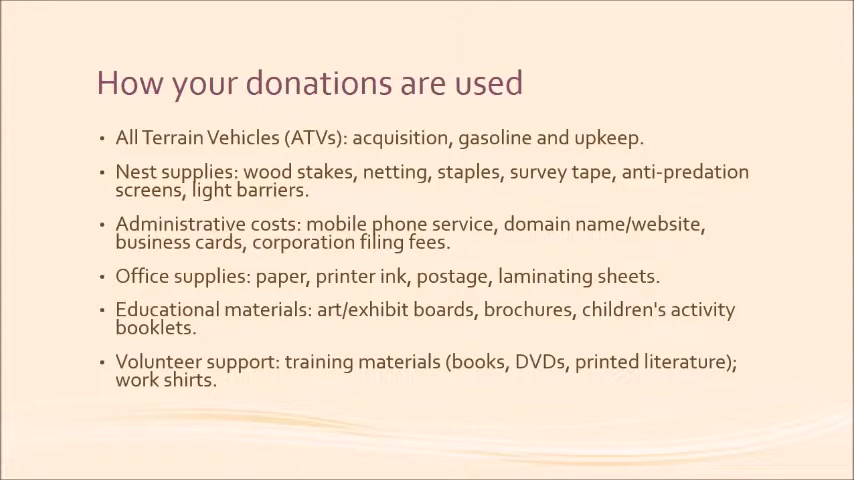 How your donations are used
• All Terrain Vehicles (ATVs): acquisition, gasoline and upkeep.
• Nest supplies: wood stakes, netting, staples, survey tape, anti-predation
screens, light barriers.
• Administrative costs: mobile phone service, domain name/website,
business cards, corporation filing fees.
• Office supplies: paper, printer ink, postage, laminating sheets.
• Educational materials: art/exhibit boards, brochures, children's activity
booklets.
• Volunteer support: training materials (books, DVDs, printed literature);
work shirts.